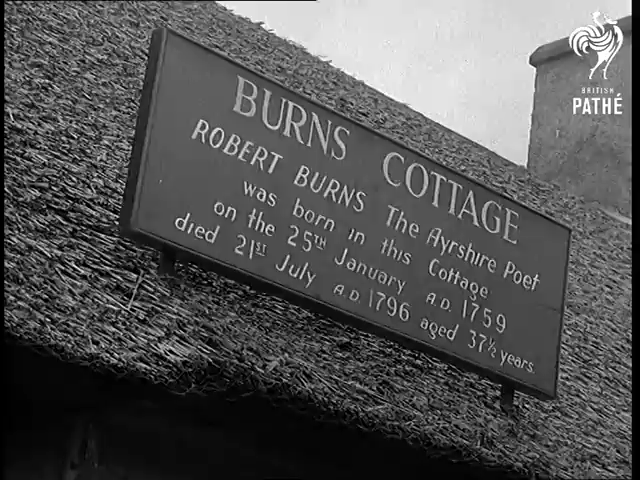 BURNS COTTAGE
ROBERT BURNS The Ayrshire Poet
was born in this Cottage
on the 25TH January A.D. 1759
died 21ST July A.D. 1796 aged 37½ years.
BRITISH
PATHÉ